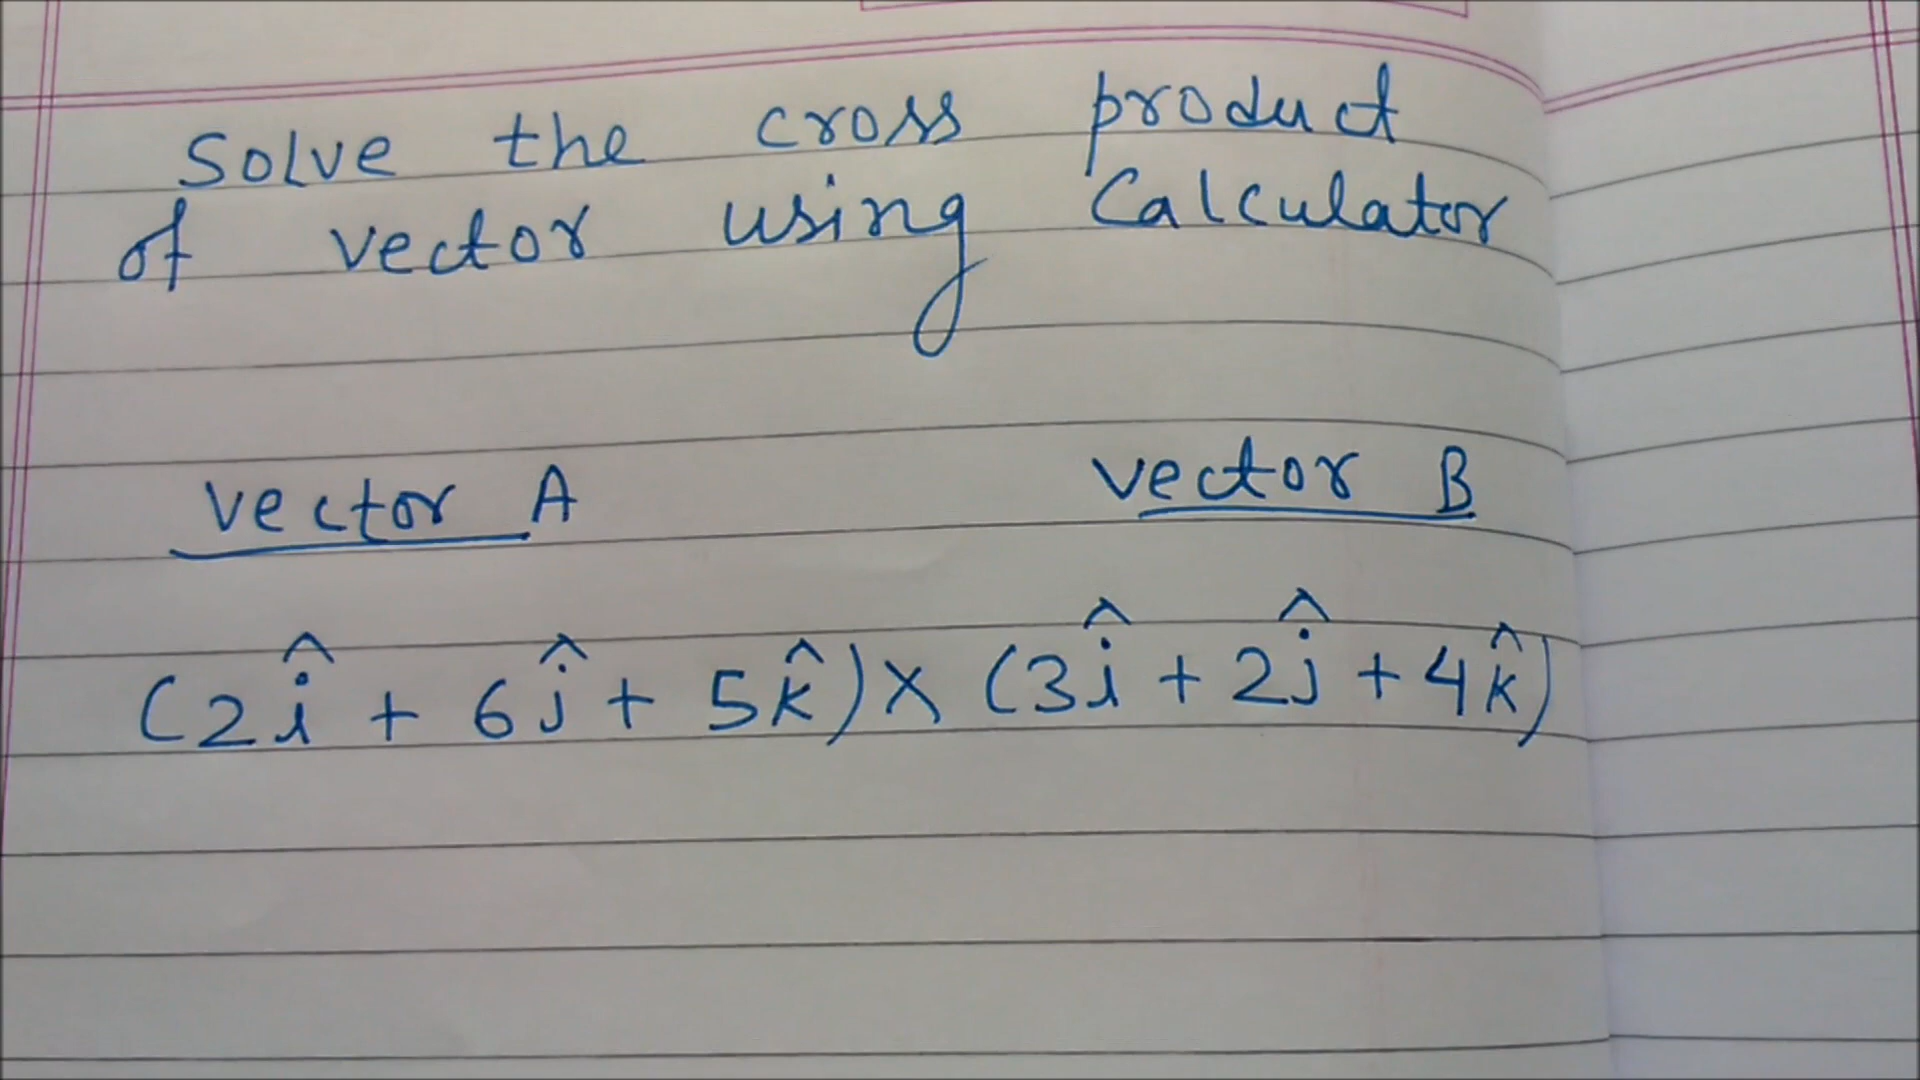 Solve the cross product
of vector using Calculator
vector A vector B
(2î + 6ĵ + 5k̂) × (3î + 2ĵ + 4k̂)